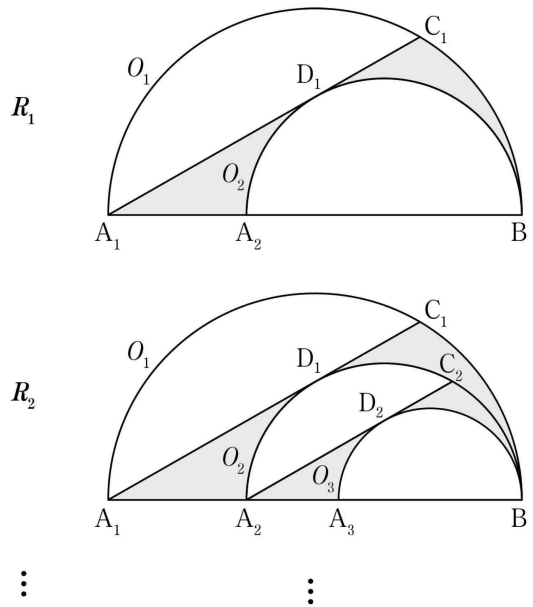 C₁
O₁
D₁
R₁
O₂
A₁ A₂ B
C₁
O₁
D₁ C₂
R₂ D₂
O₂ O₃
A₁ A₂ A₃ B
⋮ ⋮